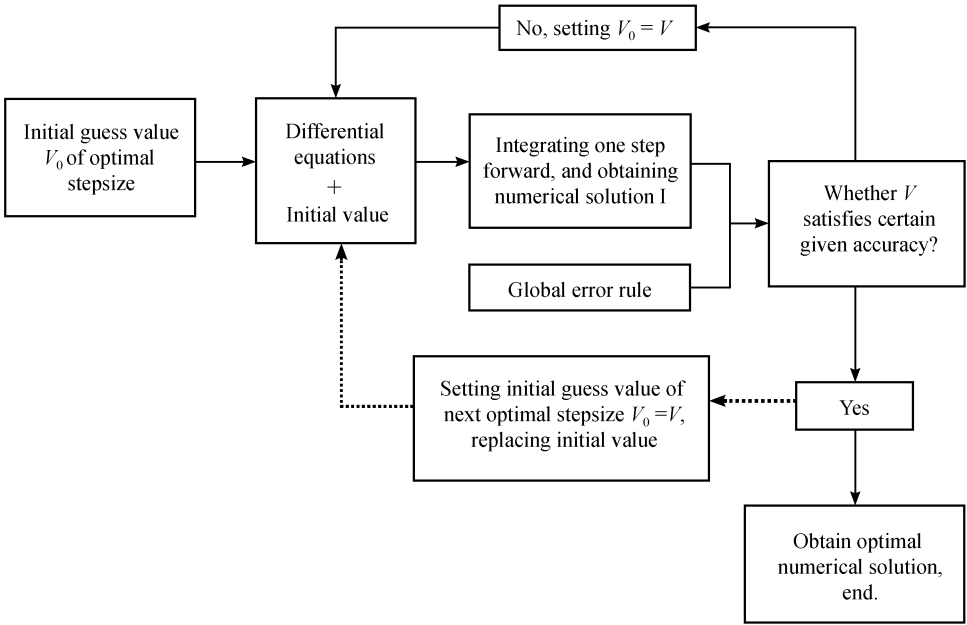 No, setting V0 = V
Initial guess value
V0 of optimal
stepsize
Differential
equations
+
Initial value
Integrating one step
forward, and obtaining
numerical solution I
Global error rule
Whether V
satisfies certain
given accuracy?
Setting initial guess value of
next optimal stepsize V0 =V,
replacing initial value
Yes
Obtain optimal
numerical solution,
end.